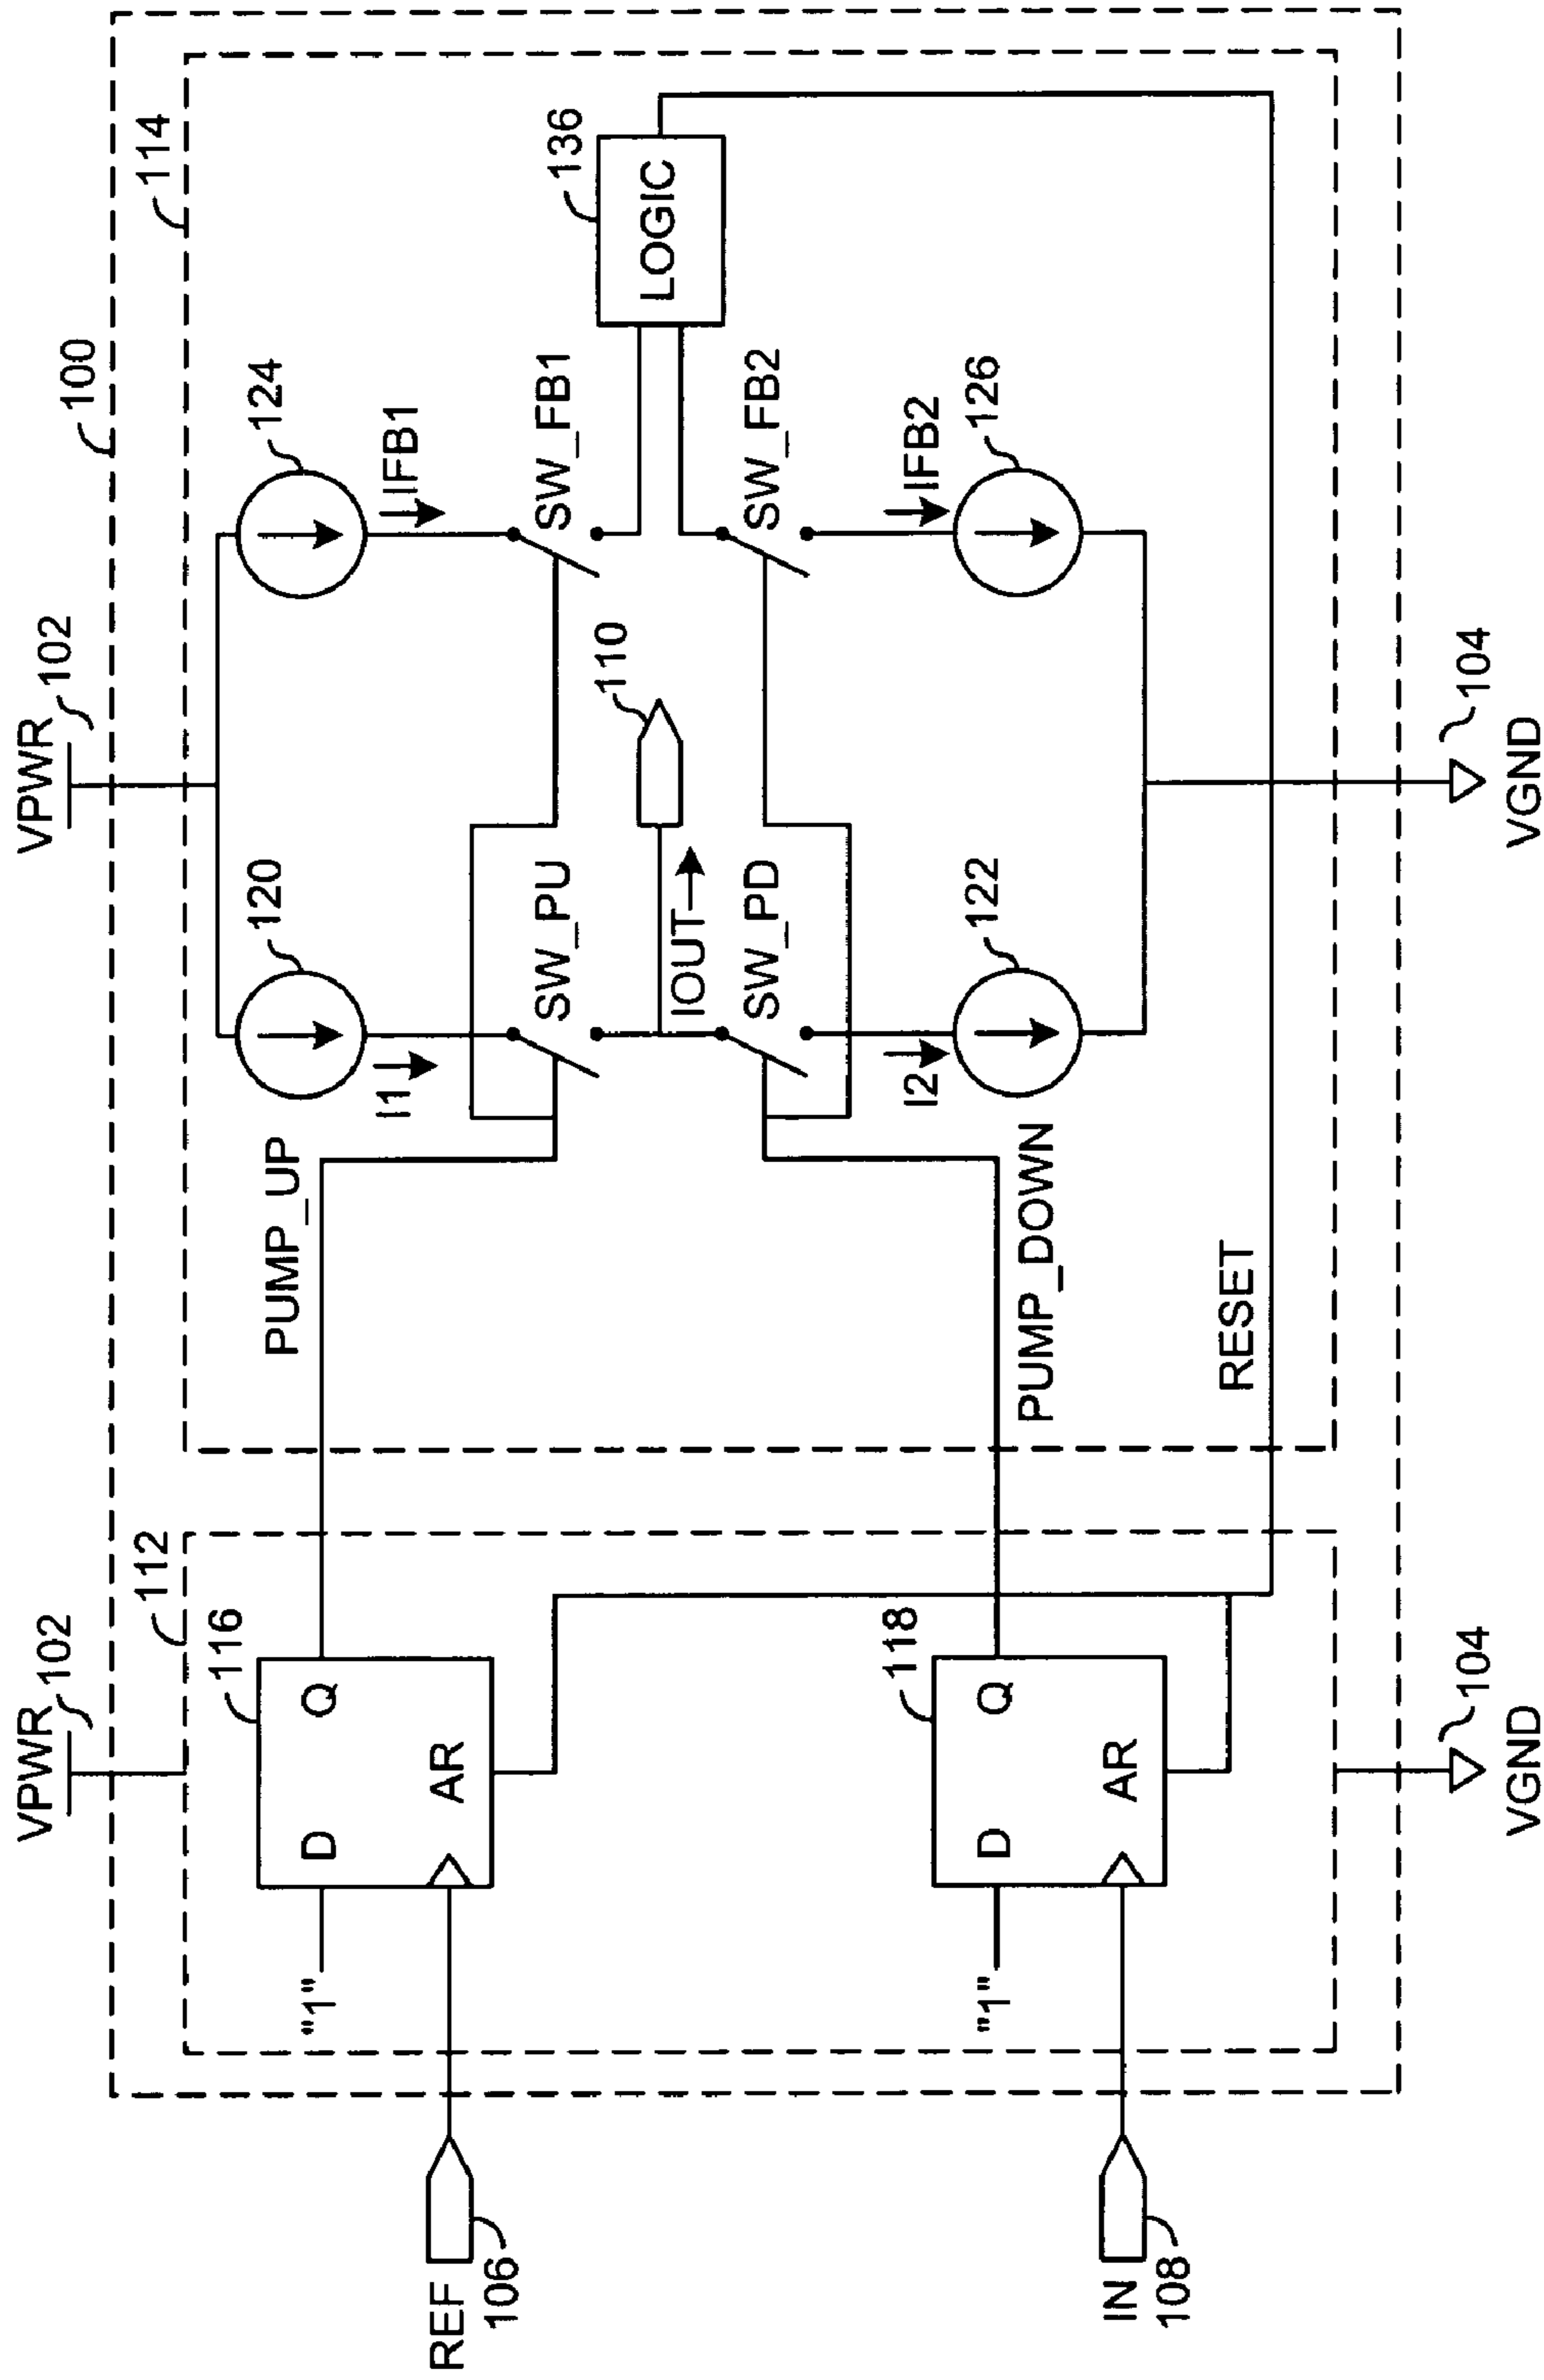 VPWR
102
VPWR
102
100
112
114
116
D
Q
AR
"1"
REF
106
118
D
Q
AR
"1"
IN
108
PUMP_UP
PUMP_DOWN
RESET
120
I1
124
IFB1
SW_PU
SW_FB1
110
IOUT
136
LOGIC
SW_PD
SW_FB2
I2
122
IFB2
126
104
VGND
104
VGND